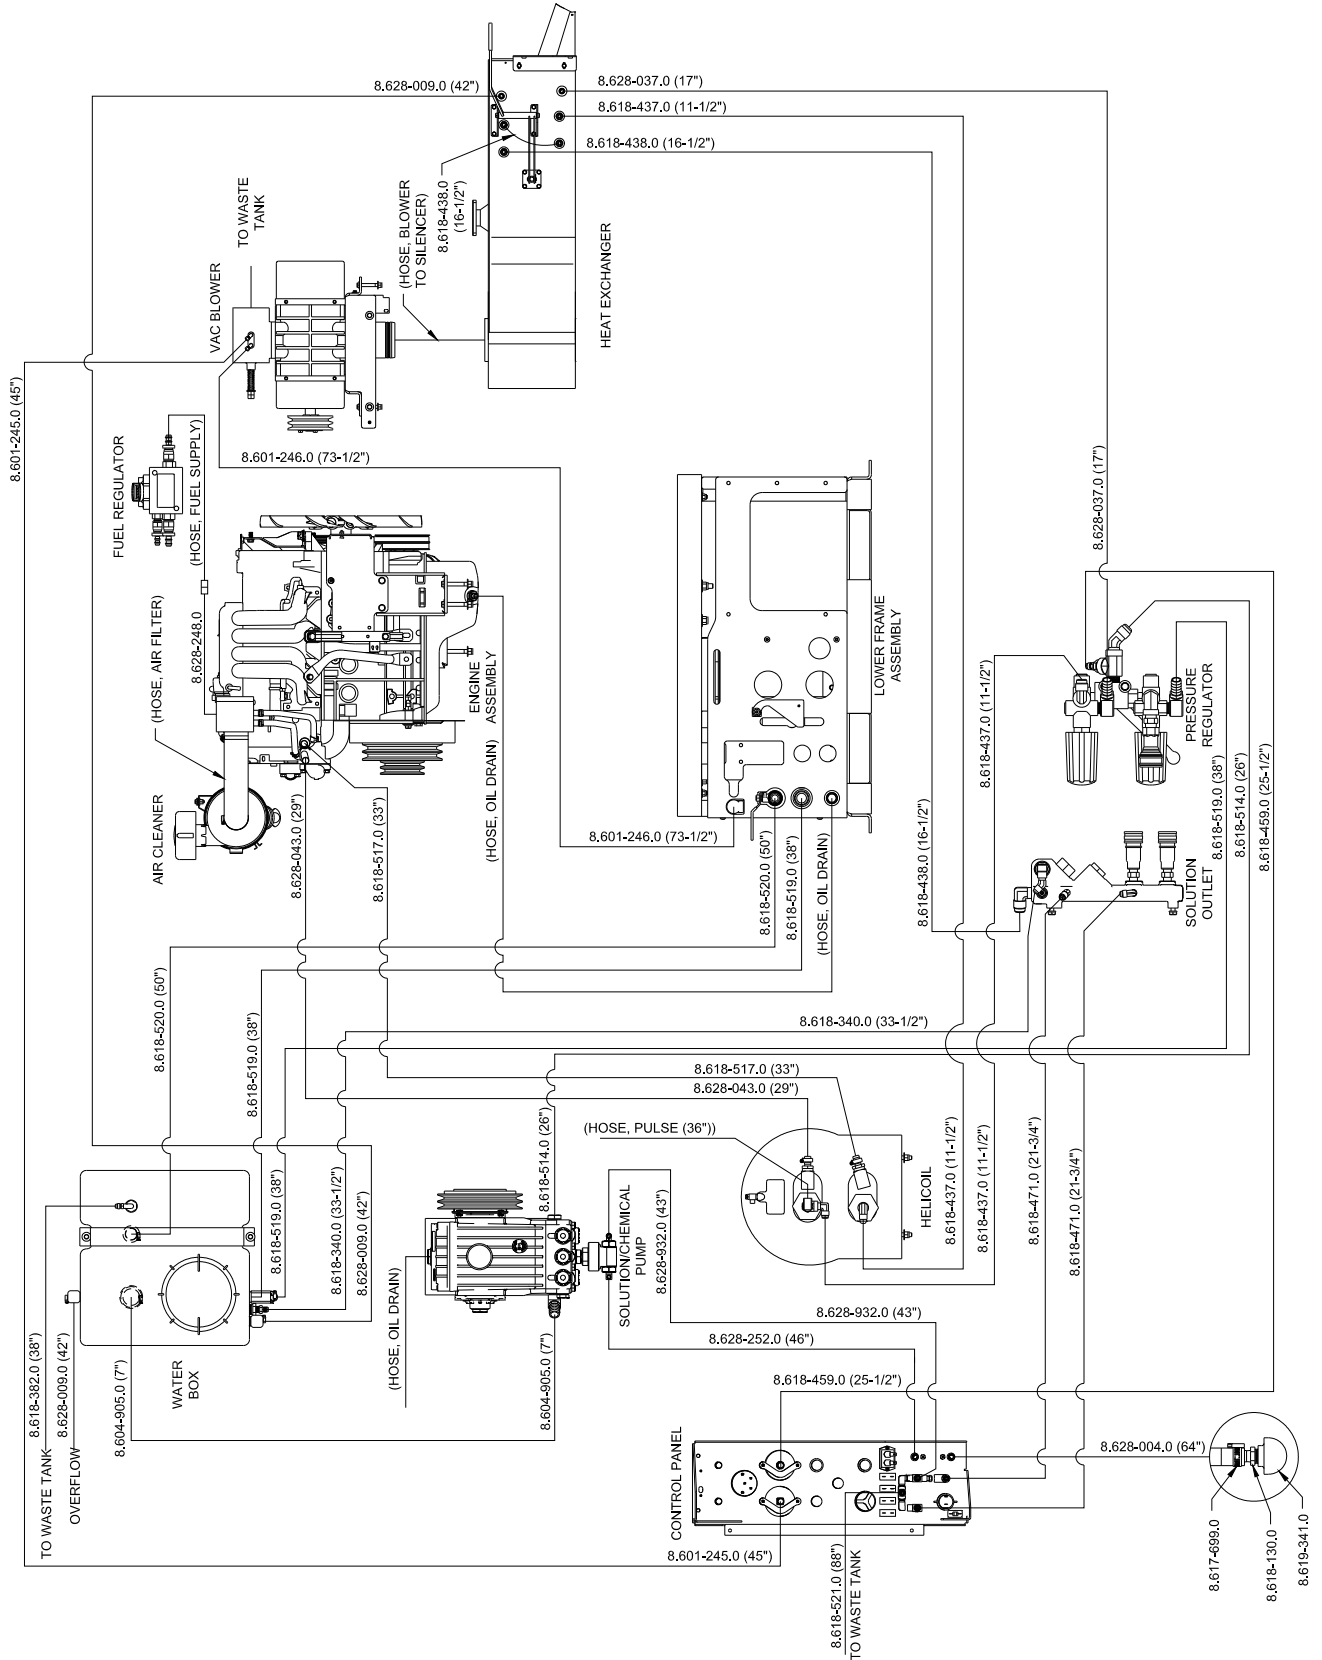 8.628-009.0 (42")
8.628-037.0 (17")
8.618-437.0 (11-1/2")
8.618-438.0 (16-1/2")
8.618-438.0
(16-1/2")
TO WASTE
TANK
VAC BLOWER
(HOSE, BLOWER
TO SILENCER)
HEAT EXCHANGER
8.601-245.0 (45")
FUEL REGULATOR
(HOSE, FUEL SUPPLY)
8.601-246.0 (73-1/2")
8.628-037.0 (17")
(HOSE, AIR FILTER)
8.628-248.0
ENGINE
ASSEMBLY
LOWER FRAME
ASSEMBLY
8.618-437.0 (11-1/2")
PRESSURE
REGULATOR
AIR CLEANER
8.628-043.0 (29")
8.618-517.0 (33")
(HOSE, OIL DRAIN)
8.601-246.0 (73-1/2")
8.618-520.0 (50")
8.618-519.0 (38")
(HOSE, OIL DRAIN)
8.618-438.0 (16-1/2")
SOLUTION
OUTLET
8.618-519.0 (38")
8.618-514.0 (26")
8.618-459.0 (25-1/2")
8.618-520.0 (50")
8.618-519.0 (38")
8.618-340.0 (33-1/2")
8.618-517.0 (33")
8.628-043.0 (29")
(HOSE, PULSE (36"))
8.618-514.0 (26")
8.618-519.0 (38")
8.618-340.0 (33-1/2")
8.628-009.0 (42")
HELICOIL
8.618-437.0 (11-1/2")
8.618-437.0 (11-1/2")
8.618-471.0 (21-3/4")
8.618-471.0 (21-3/4")
SOLUTION/CHEMICAL
PUMP
8.628-932.0 (43")
(HOSE, OIL DRAIN)
8.628-932.0 (43")
8.628-252.0 (46")
8.618-459.0 (25-1/2")
8.618-382.0 (38")
8.628-009.0 (42")
8.604-905.0 (7")
WATER
BOX
8.604-905.0 (7")
TO WASTE TANK
OVERFLOW
CONTROL PANEL
8.628-004.0 (64")
8.601-245.0 (45")
8.618-521.0 (88")
TO WASTE TANK
8.617-699.0
8.618-130.0
8.619-341.0